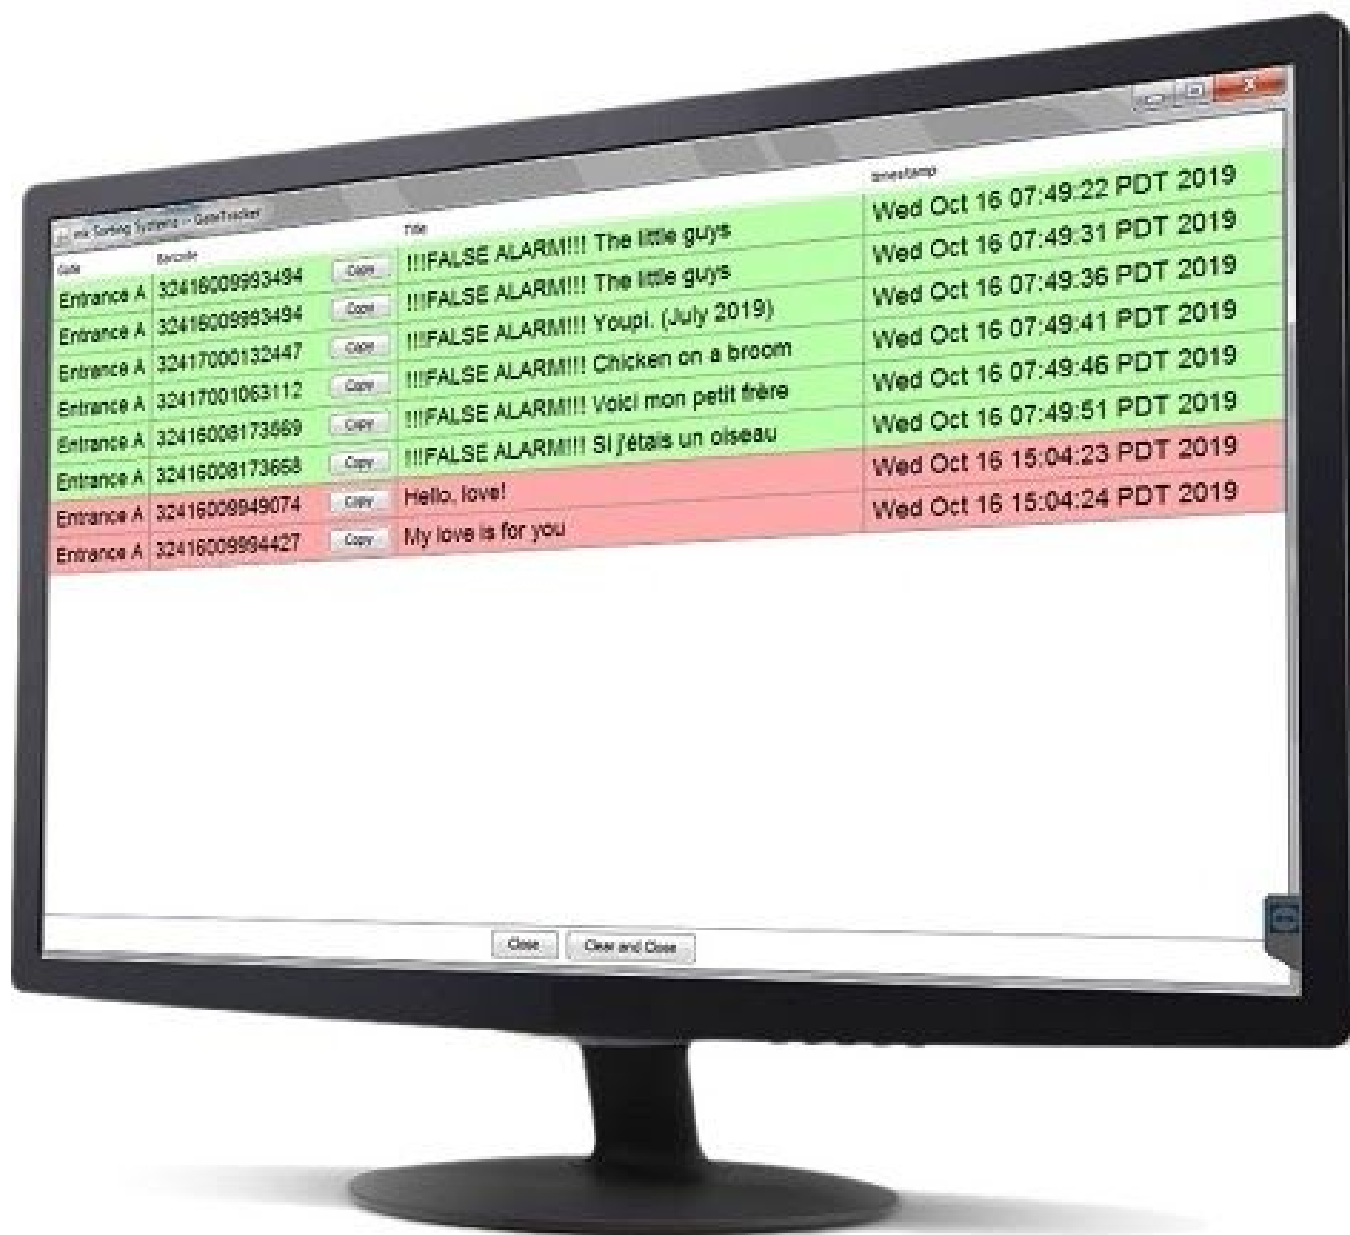 mk Sorting Systems -- GateTracker
Gate Barcode Title timestamp
Entrance A 32416009993494 Copy !!!FALSE ALARM!!! The little guys Wed Oct 16 07:49:22 PDT 2019
Entrance A 32416009993494 Copy !!!FALSE ALARM!!! The little guys Wed Oct 16 07:49:31 PDT 2019
Entrance A 32417000132447 Copy !!!FALSE ALARM!!! Youpi. (July 2019) Wed Oct 16 07:49:36 PDT 2019
Entrance A 32417001063112 Copy !!!FALSE ALARM!!! Chicken on a broom Wed Oct 16 07:49:41 PDT 2019
Entrance A 32416008173669 Copy !!!FALSE ALARM!!! Voici mon petit frère Wed Oct 16 07:49:46 PDT 2019
Entrance A 32416008173668 Copy !!!FALSE ALARM!!! Si j'étais un oiseau Wed Oct 16 07:49:51 PDT 2019
Entrance A 32416009949074 Copy Hello, love! Wed Oct 16 15:04:23 PDT 2019
Entrance A 32416009994427 Copy My love is for you Wed Oct 16 15:04:24 PDT 2019
Close Clear and Close